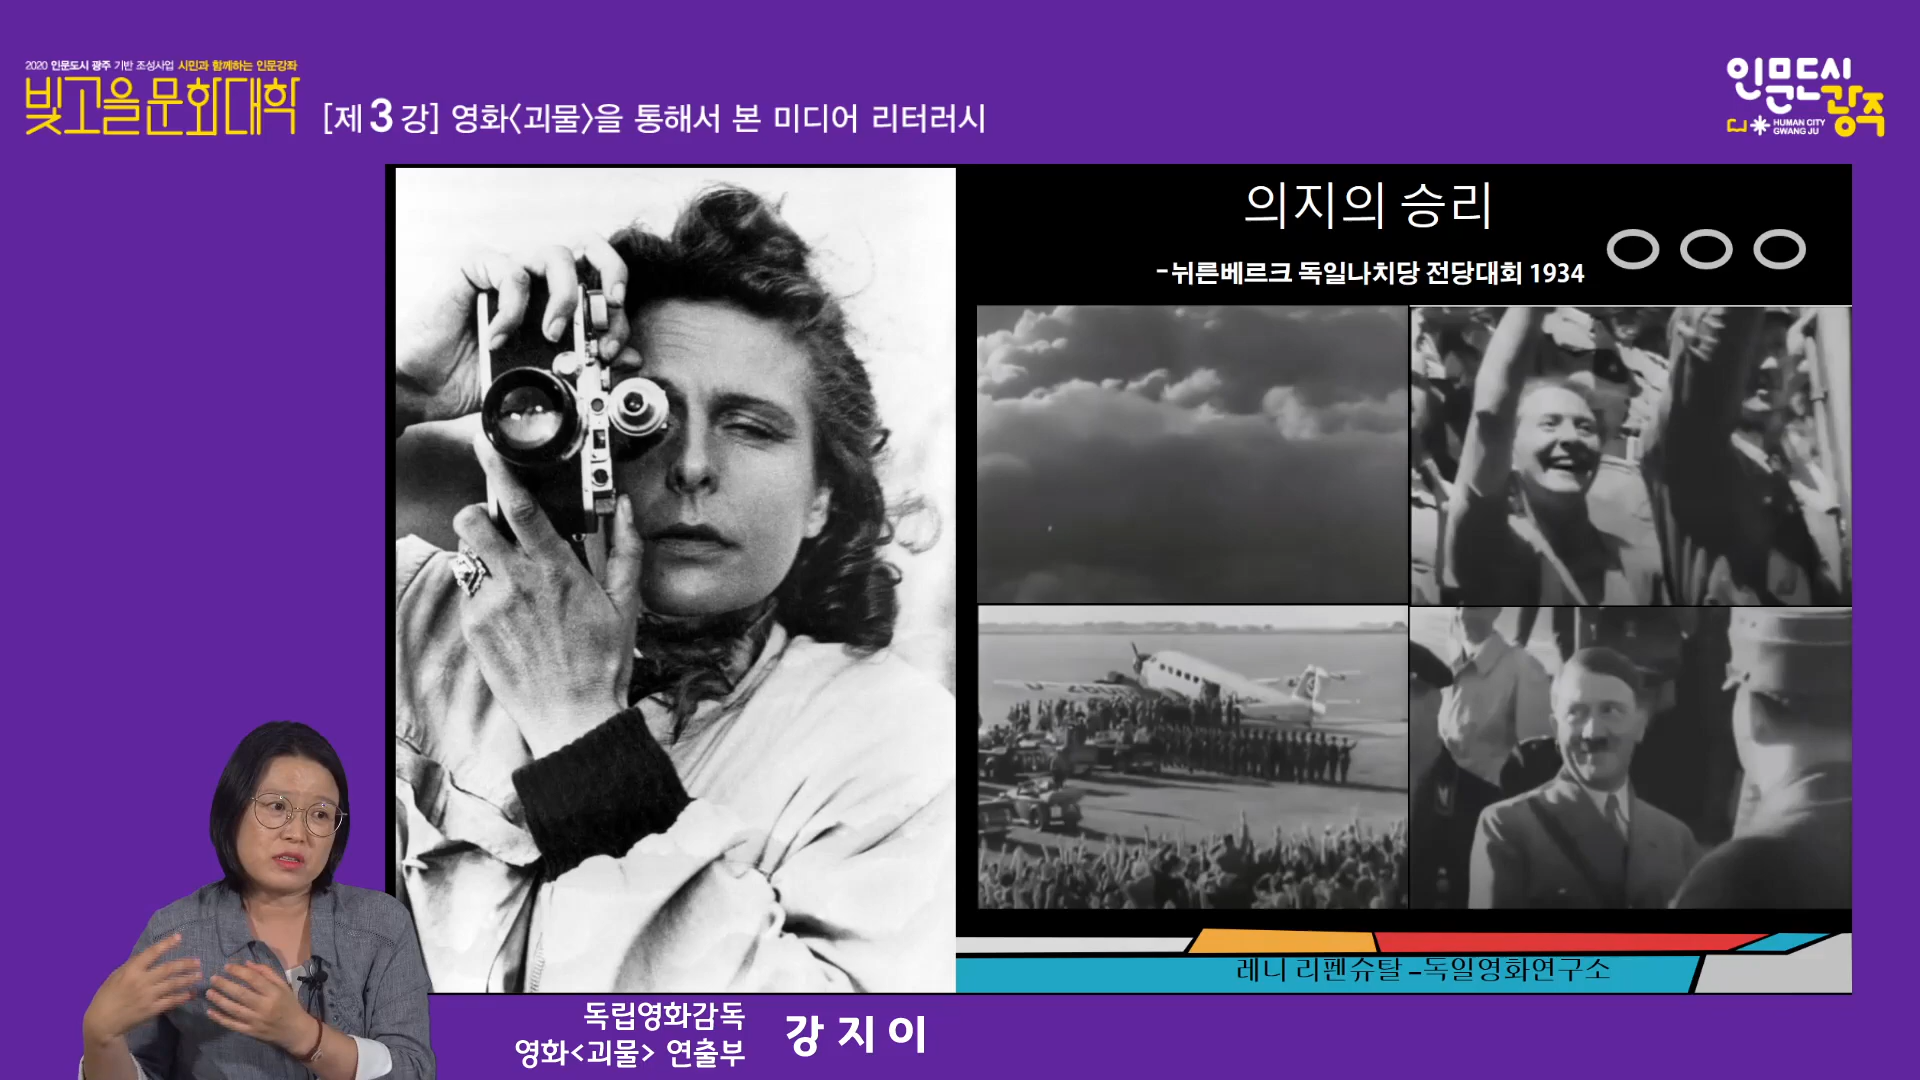 2020 인문도시 광주 기반 조성사업 시민과 함께하는 인문강좌
빛고을문화대학
[제3강] 영화<괴물>을 통해서 본 미디어 리터러시
인문도시
광주
HUMAN CITY
GWANG JU
의지의 승리
-뉘른베르크 독일나치당 전당대회 1934
레니 리펜슈탈 –독일영화연구소
독립영화감독
영화<괴물> 연출부
강지이